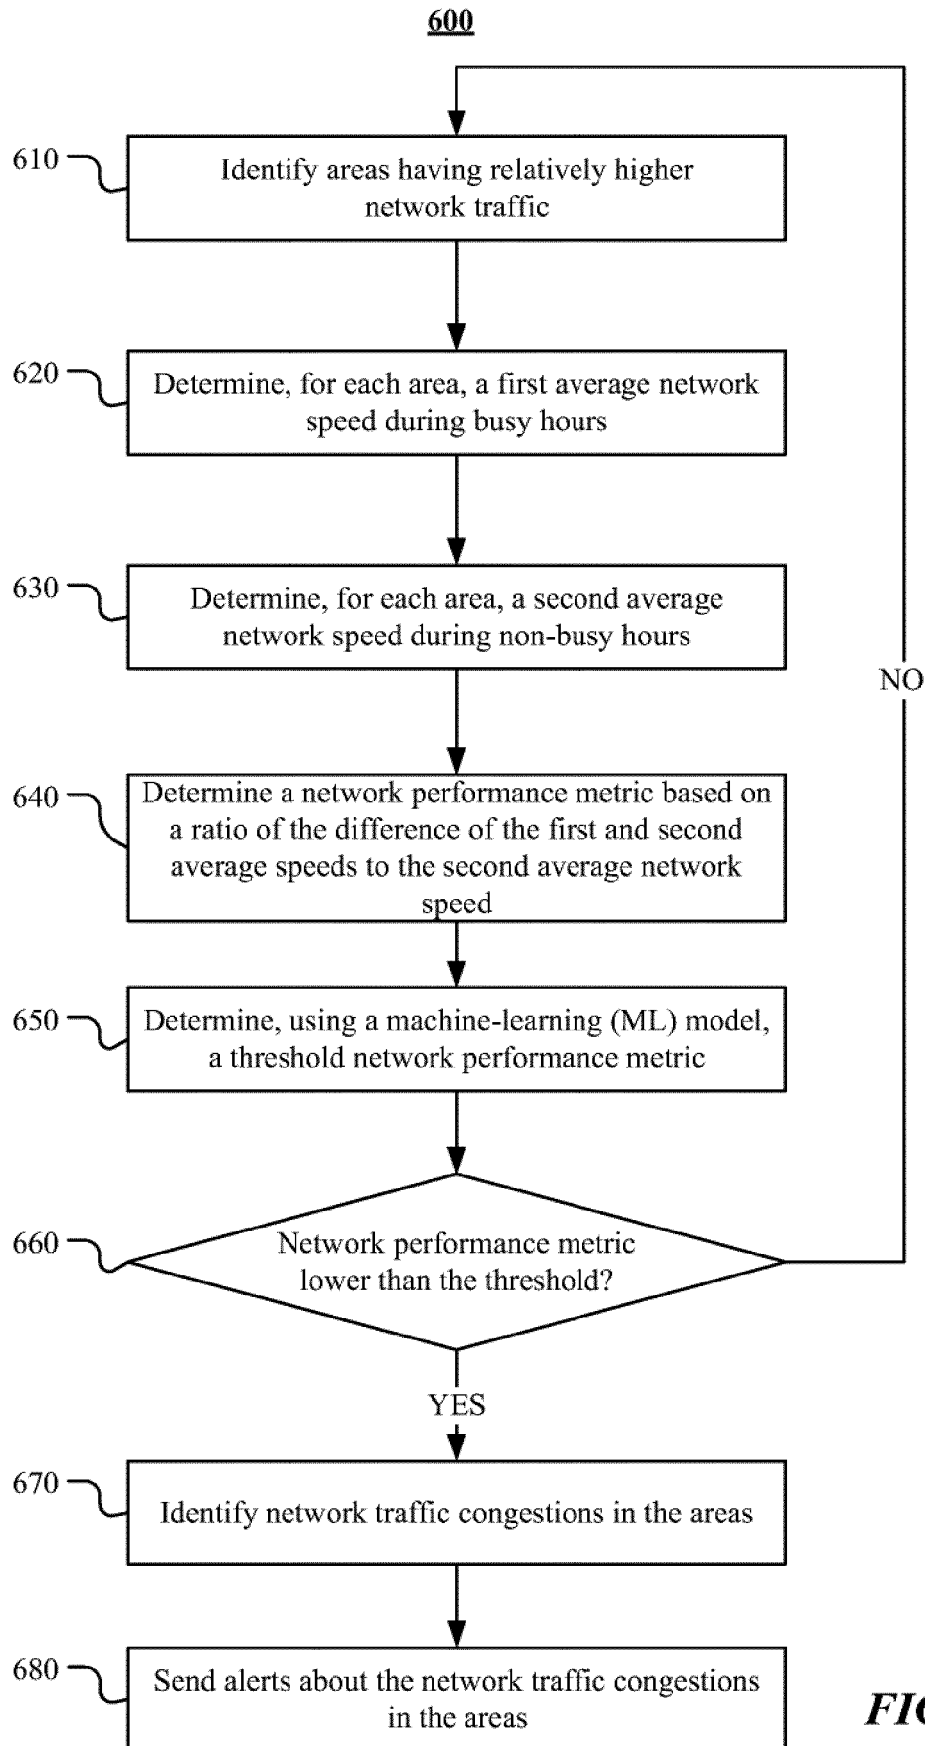 600
610
Identify areas having relatively higher
network traffic
620
Determine, for each area, a first average network
speed during busy hours
630
Determine, for each area, a second average
network speed during non-busy hours
NO
640
Determine a network performance metric based on
a ratio of the difference of the first and second
average speeds to the second average network
speed
650
Determine, using a machine-learning (ML) model,
a threshold network performance metric
660
Network performance metric
lower than the threshold?
YES
670
Identify network traffic congestions in the areas
680
Send alerts about the network traffic congestions
in the areas